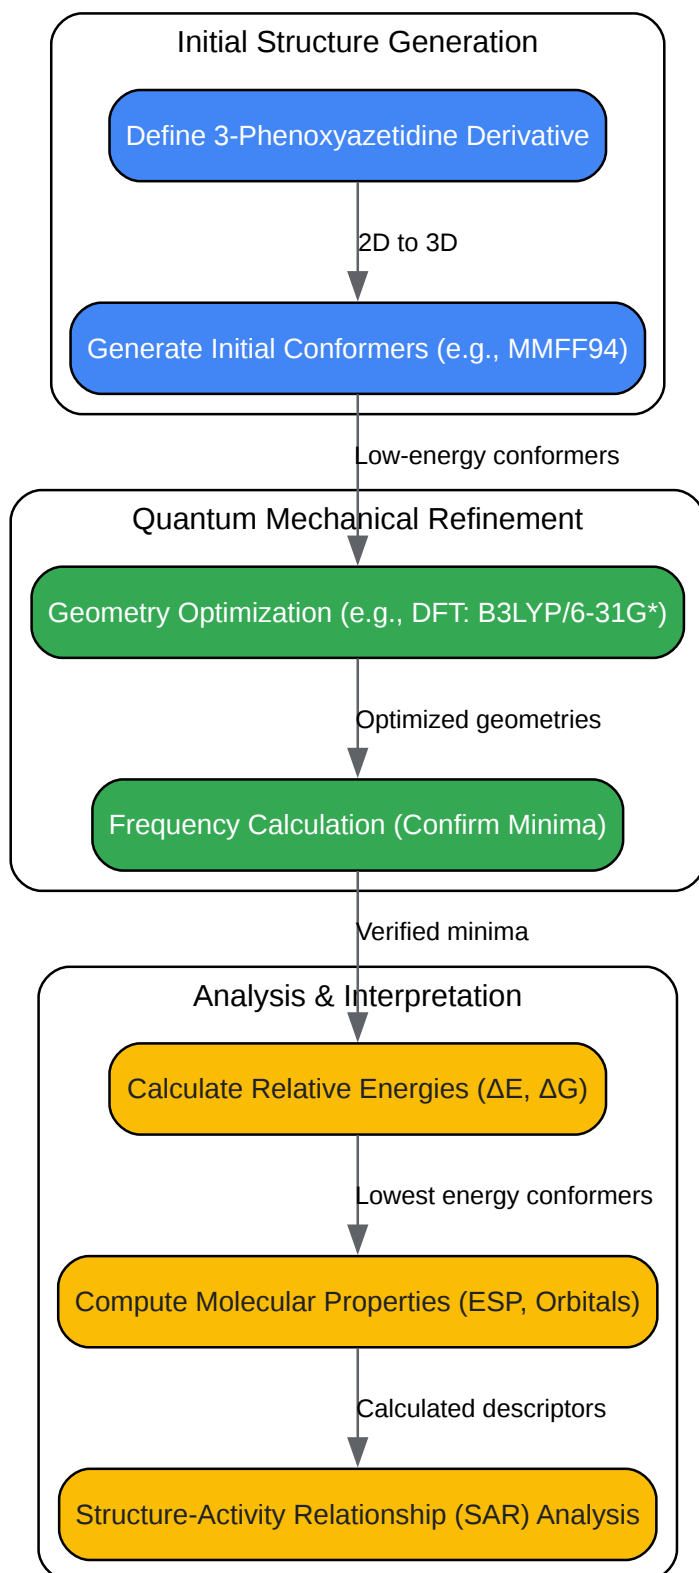 Initial Structure Generation
Define 3-Phenoxyazetidine Derivative
2D to 3D
Generate Initial Conformers (e.g., MMFF94)
Low-energy conformers
Quantum Mechanical Refinement
Geometry Optimization (e.g., DFT: B3LYP/6-31G*)
Optimized geometries
Frequency Calculation (Confirm Minima)
Verified minima
Analysis & Interpretation
Calculate Relative Energies (ΔE, ΔG)
Lowest energy conformers
Compute Molecular Properties (ESP, Orbitals)
Calculated descriptors
Structure-Activity Relationship (SAR) Analysis